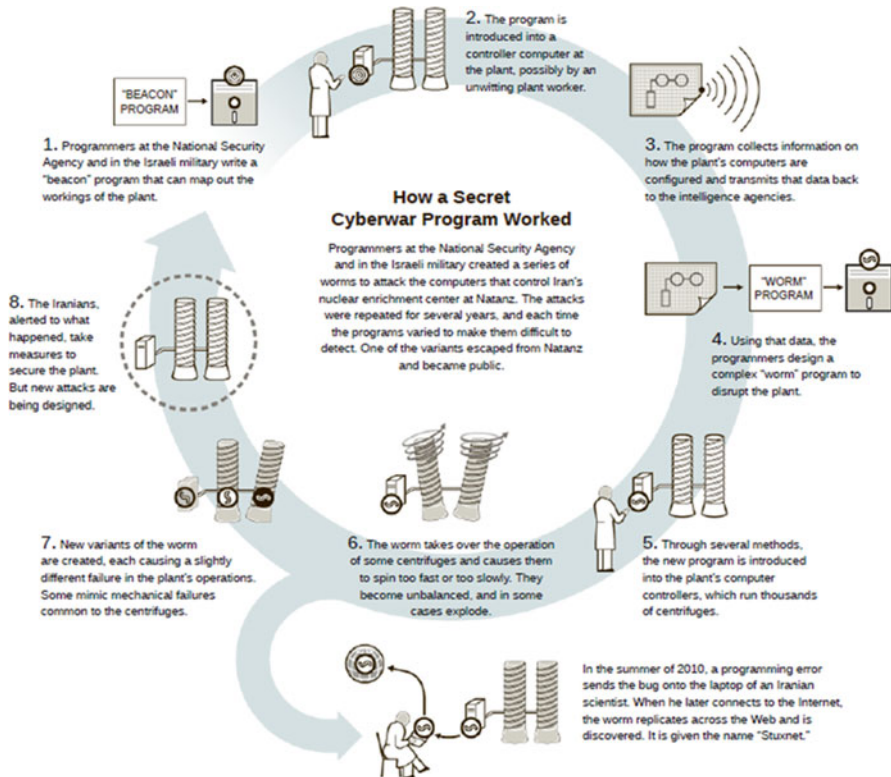 "BEACON"
PROGRAM
1. Programmers at the National Security
Agency and in the Israeli military write a
"beacon" program that can map out the
workings of the plant.
2. The program is
introduced into a
controller computer at
the plant, possibly by an
unwitting plant worker.
3. The program collects information on
how the plant's computers are
configured and transmits that data back
to the intelligence agencies.
How a Secret
Cyberwar Program Worked
Programmers at the National Security Agency
and in the Israeli military created a series of
worms to attack the computers that control Iran's
nuclear enrichment center at Natanz. The attacks
were repeated for several years, and each time
the programs varied to make them difficult to
detect. One of the variants escaped from Natanz
and became public.
"WORM"
PROGRAM
4. Using that data, the
programmers design a
complex "worm" program to
disrupt the plant.
5. Through several methods,
the new program is introduced
into the plant's computer
controllers, which run thousands
of centrifuges.
6. The worm takes over the operation
of some centrifuges and causes them
to spin too fast or too slowly. They
become unbalanced, and in some
cases explode.
7. New variants of the worm
are created, each causing a slightly
different failure in the plant's operations.
Some mimic mechanical failures
common to the centrifuges.
8. The Iranians,
alerted to what
happened, take
measures to
secure the plant.
But new attacks are
being designed.
In the summer of 2010, a programming error
sends the bug onto the laptop of an Iranian
scientist. When he later connects to the Internet,
the worm replicates across the Web and is
discovered. It is given the name "Stuxnet."